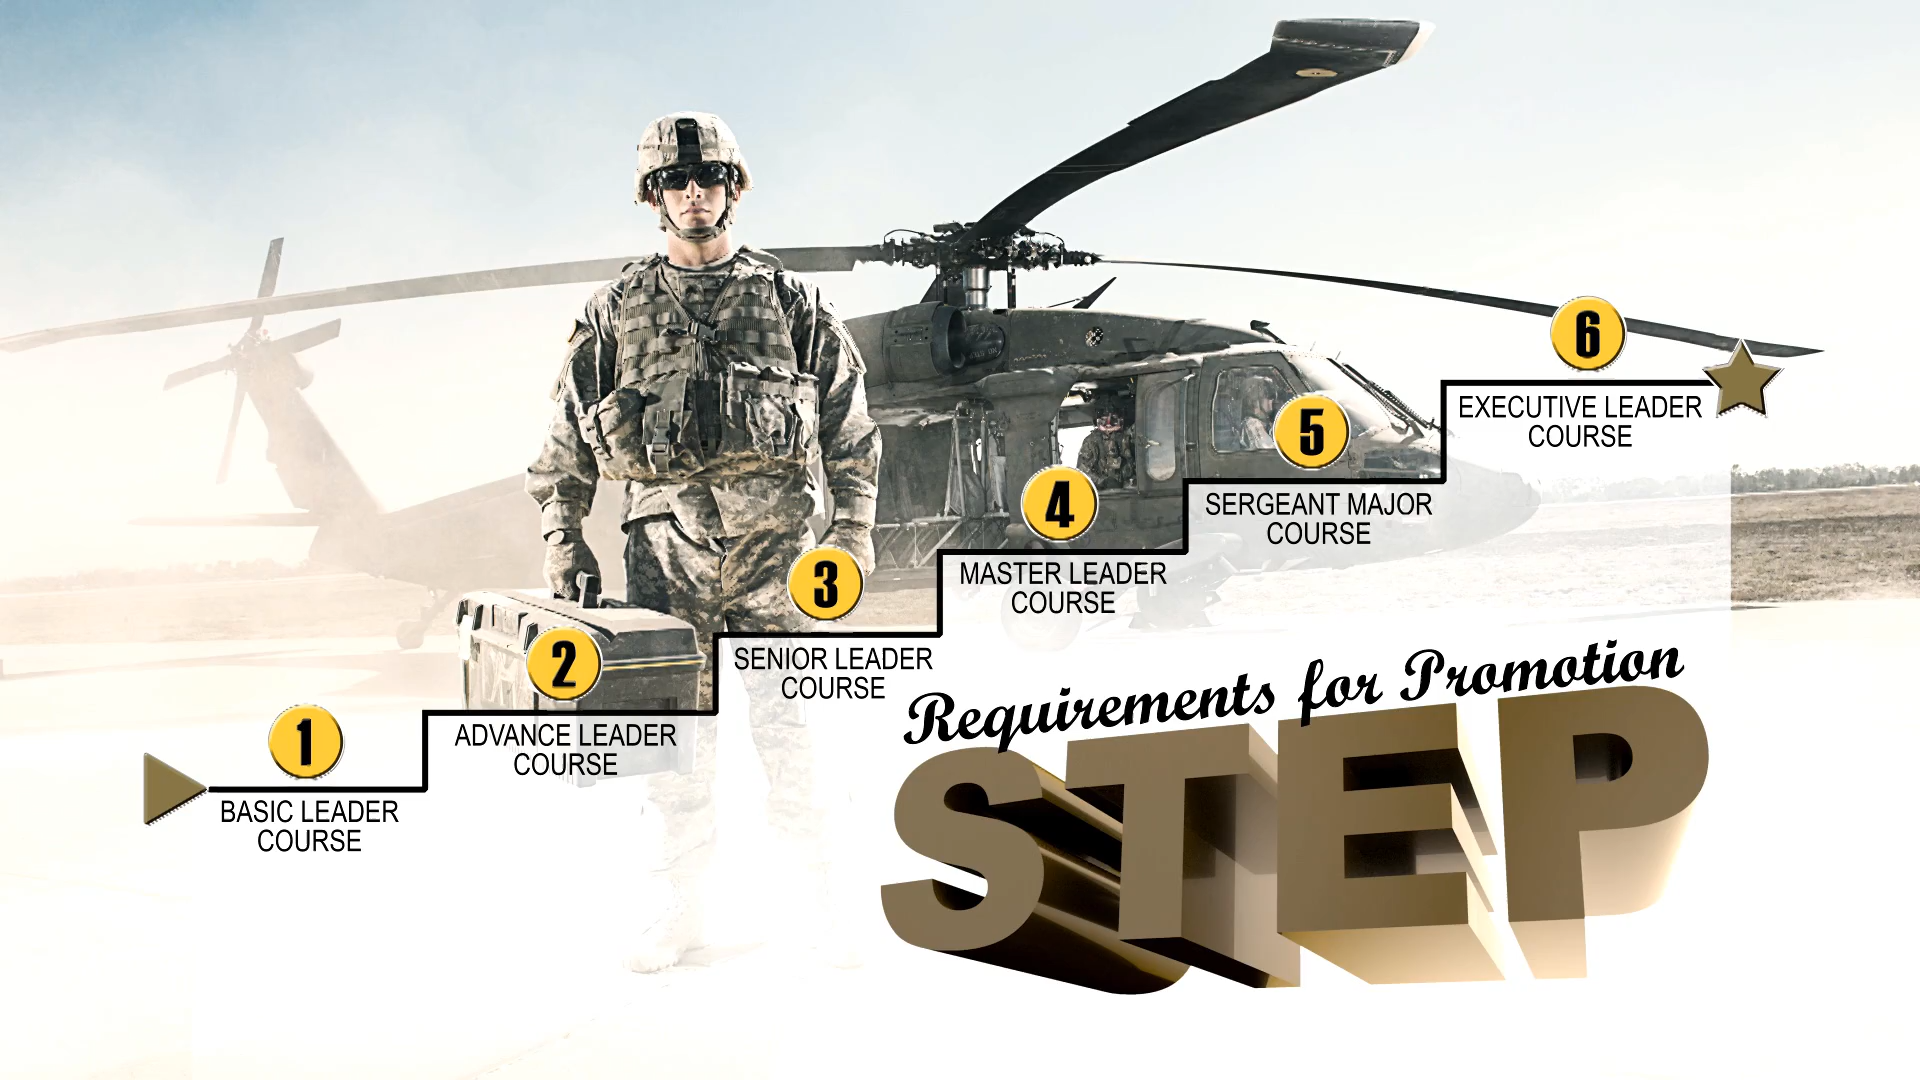 1
BASIC LEADER
COURSE
2
ADVANCE LEADER
COURSE
3
SENIOR LEADER
COURSE
4
MASTER LEADER
COURSE
5
SERGEANT MAJOR
COURSE
6
EXECUTIVE LEADER
COURSE
Requirements for Promotion
STEP